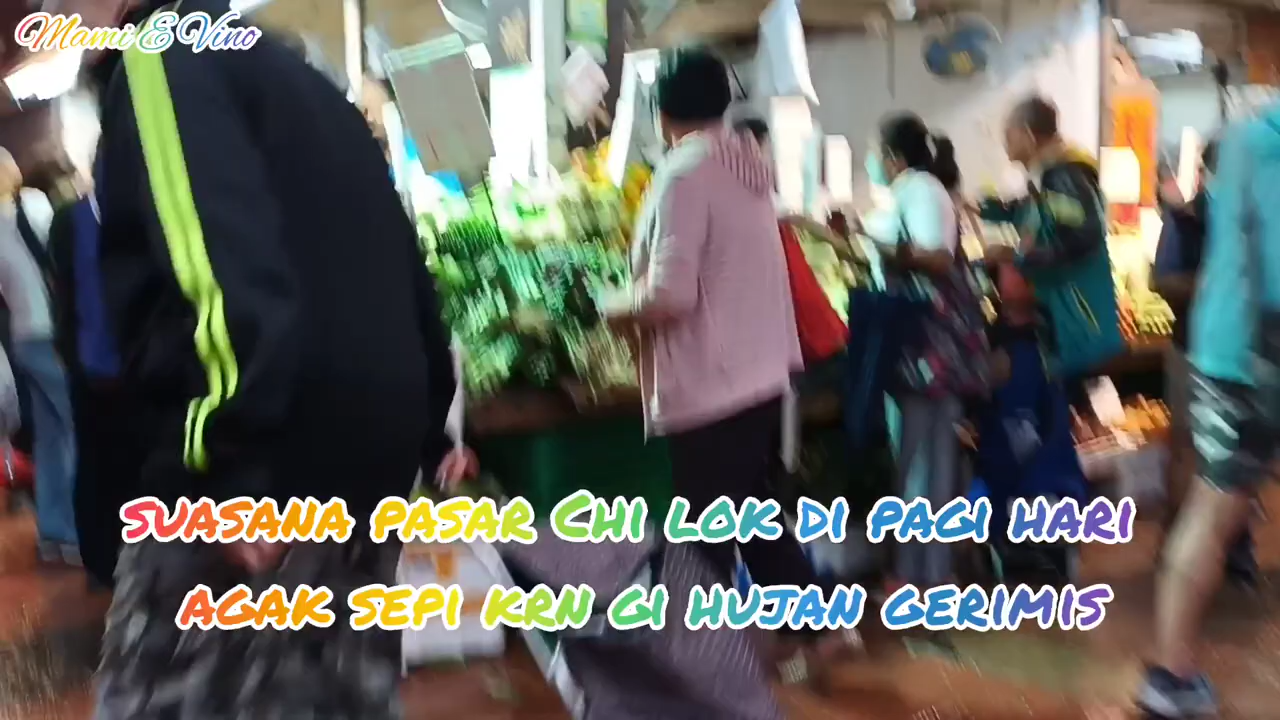 Mami & Vino
SUASANA PASAR CHI LOK DI PAGI HARI
AGAK SEPI KRN GI HUJAN GERIMIS